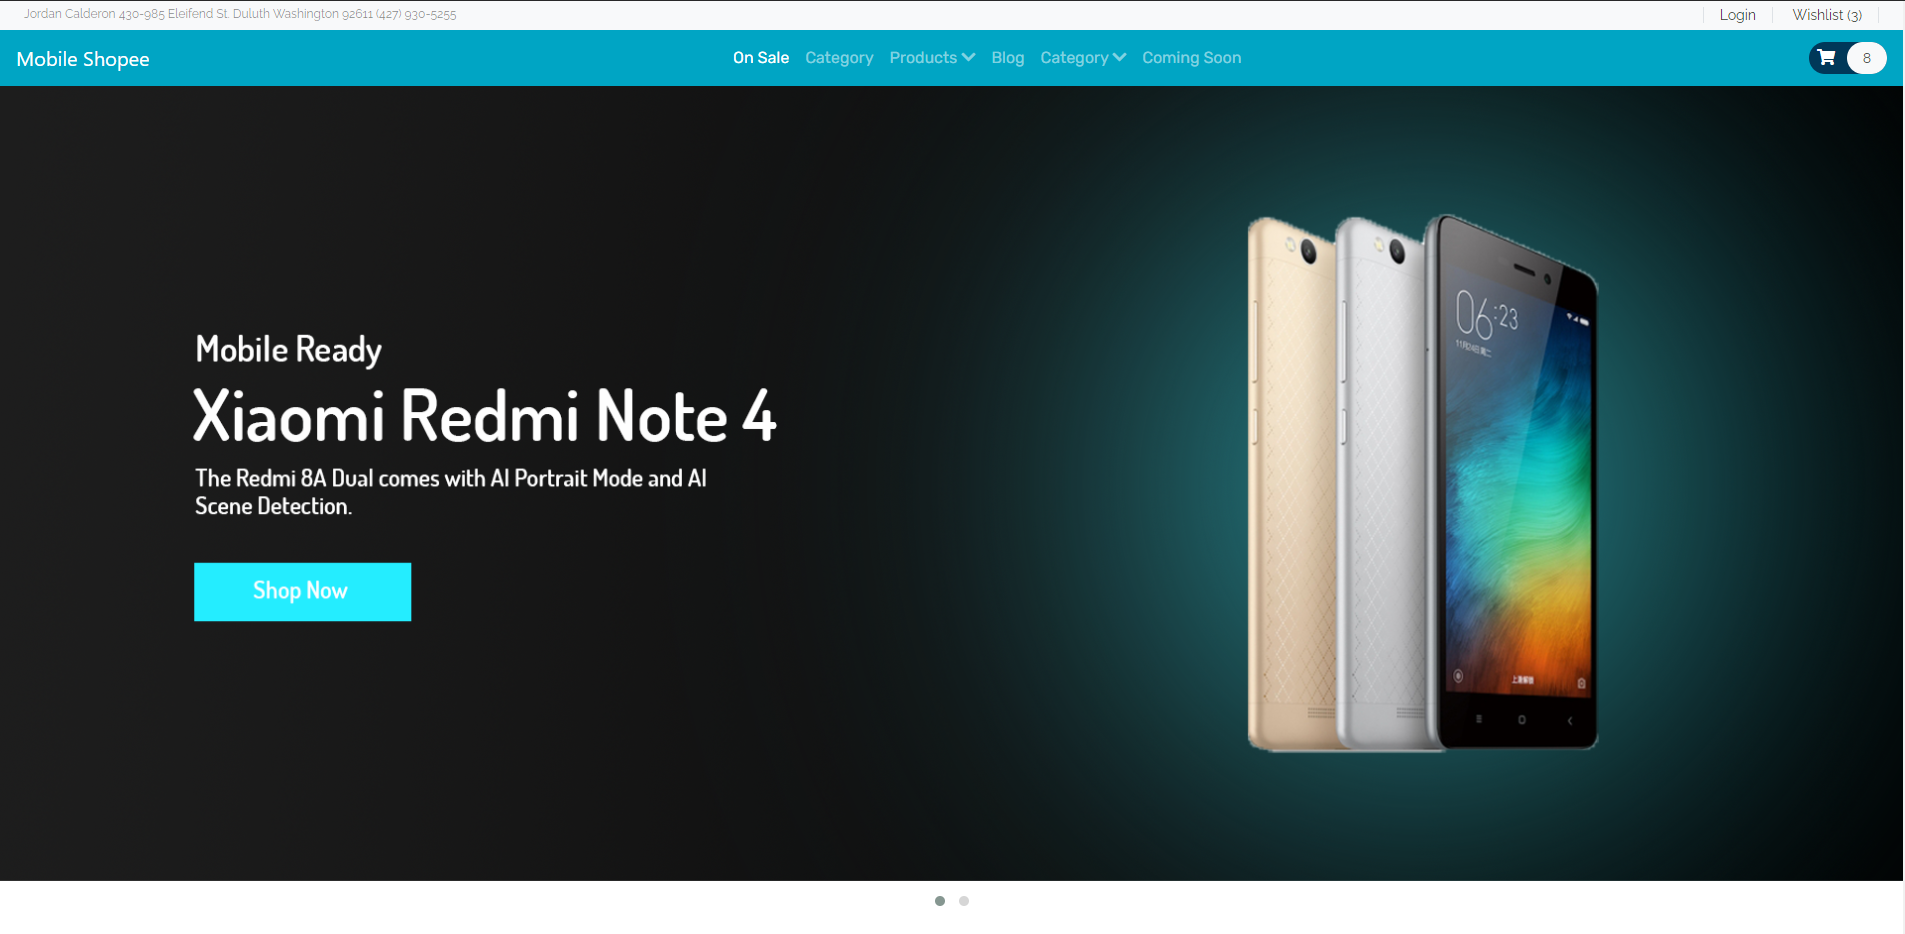 Jordan Calderon 430-985 Eleifend St. Duluth Washington 92611 (427) 930-5255
Login
Wishlist (3)
Mobile Shopee
On Sale
Category
Products
Blog
Category
Coming Soon
8
Mobile Ready
Xiaomi Redmi Note 4
The Redmi 8A Dual comes with AI Portrait Mode and AI
Scene Detection.
Shop Now
06:23